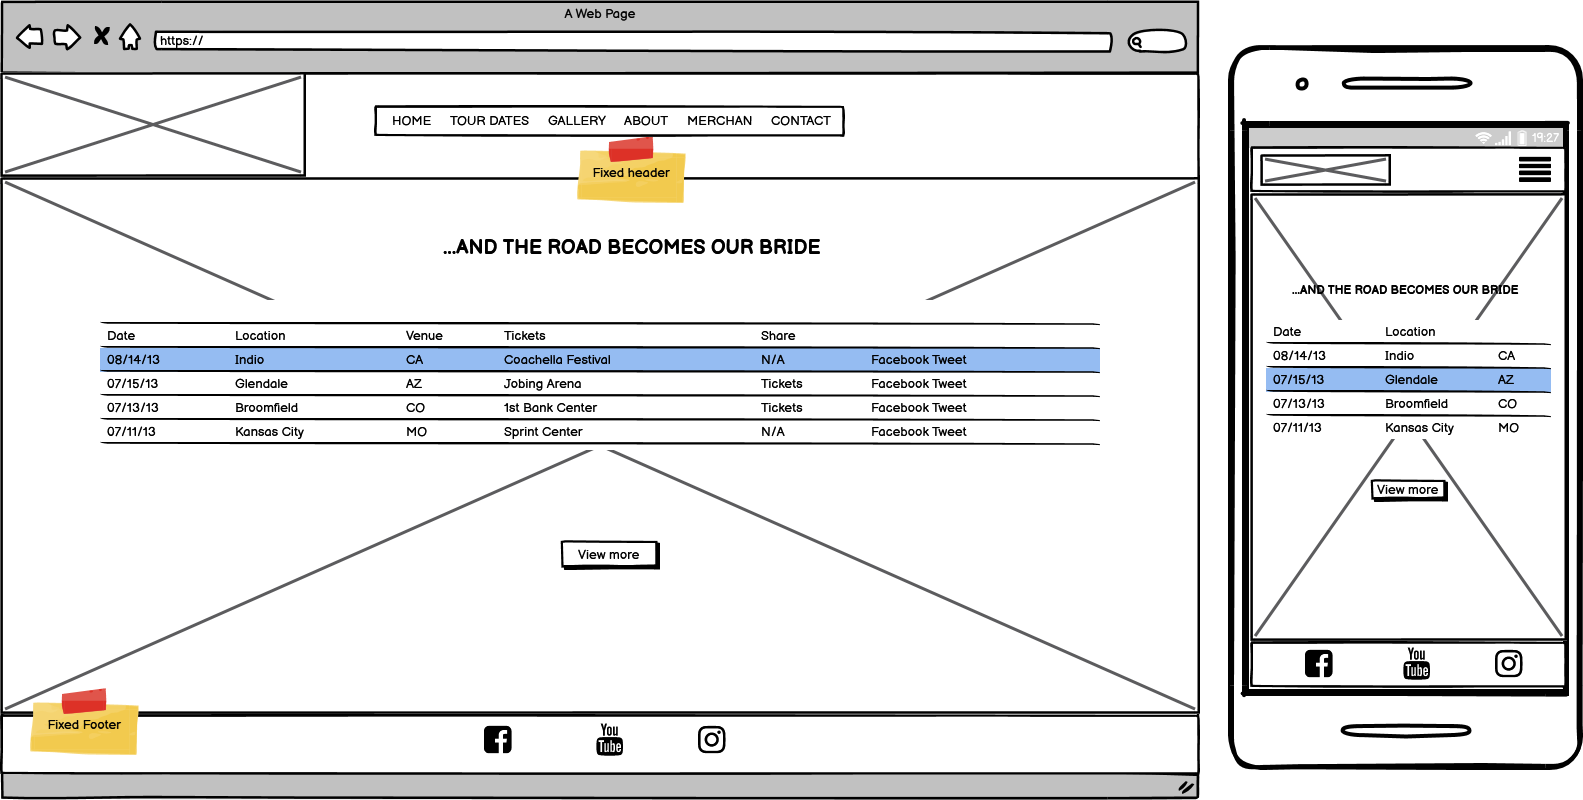 A Web Page
https://
HOME TOUR DATES GALLERY ABOUT MERCHAN CONTACT
Fixed header
...AND THE ROAD BECOMES OUR BRIDE
Date Location Venue Tickets Share
08/14/13 Indio CA Coachella Festival N/A Facebook Tweet
07/15/13 Glendale AZ Jobing Arena Tickets Facebook Tweet
07/13/13 Broomfield CO 1st Bank Center Tickets Facebook Tweet
07/11/13 Kansas City MO Sprint Center N/A Facebook Tweet
View more
Fixed Footer
You
Tube
19:27
...AND THE ROAD BECOMES OUR BRIDE
Date Location
08/14/13 Indio CA
07/15/13 Glendale AZ
07/13/13 Broomfield CO
07/11/13 Kansas City MO
View more
You
Tube